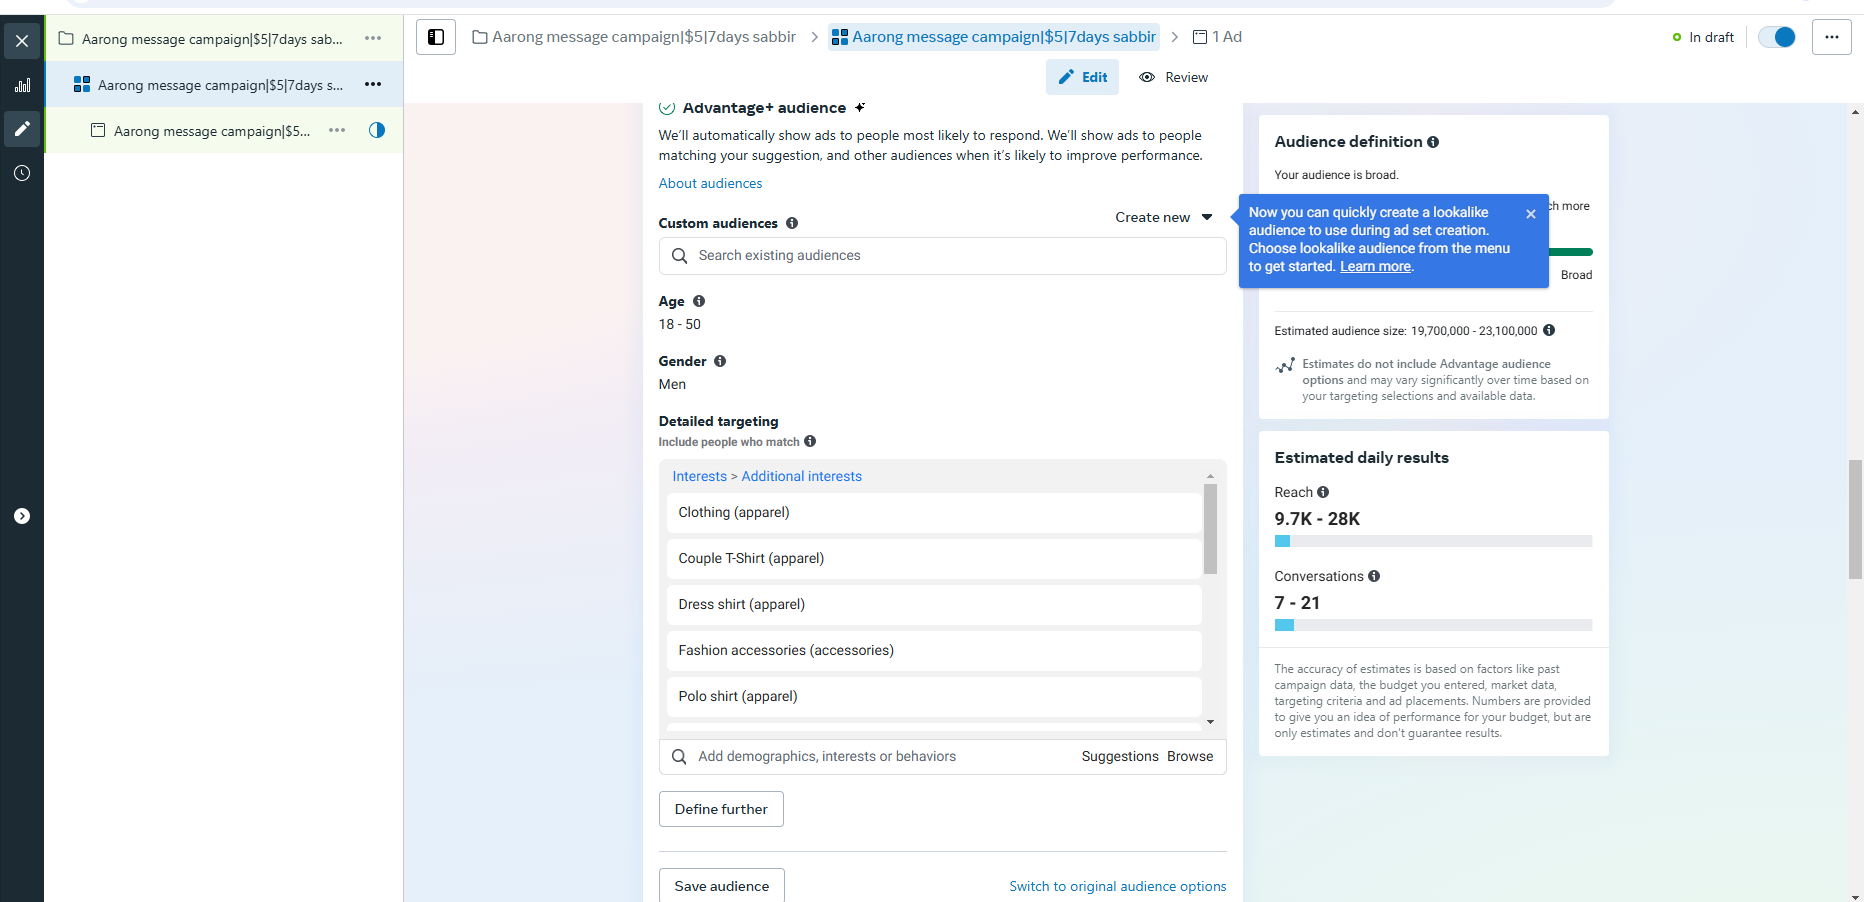 Aarong message campaign|$5|7days sab...
Aarong message campaign|$5|7days s...
Aarong message campaign|$5...
Aarong message campaign|$5|7days sabbir
Aarong message campaign|$5|7days sabbir
1 Ad
In draft
Edit
Review
Advantage+ audience
We'll automatically show ads to people most likely to respond. We'll show ads to people
matching your suggestion, and other audiences when it's likely to improve performance.
About audiences
Custom audiences
Create new
Search existing audiences
Age
18 - 50
Gender
Men
Detailed targeting
Include people who match
Interests > Additional interests
Clothing (apparel)
Couple T-Shirt (apparel)
Dress shirt (apparel)
Fashion accessories (accessories)
Polo shirt (apparel)
Add demographics, interests or behaviors
Suggestions
Browse
Define further
Save audience
Switch to original audience options
Audience definition
Your audience is broad.
Now you can quickly create a lookalike
audience to use during ad set creation.
Choose lookalike audience from the menu
to get started. Learn more.
more
Broad
Estimated audience size: 19,700,000 - 23,100,000
Estimates do not include Advantage audience
options and may vary significantly over time based on
your targeting selections and available data.
Estimated daily results
Reach
9.7K - 28K
Conversations
7 - 21
The accuracy of estimates is based on factors like past
campaign data, the budget you entered, market data,
targeting criteria and ad placements. Numbers are provided
to give you an idea of performance for your budget, but are
only estimates and don't guarantee results.